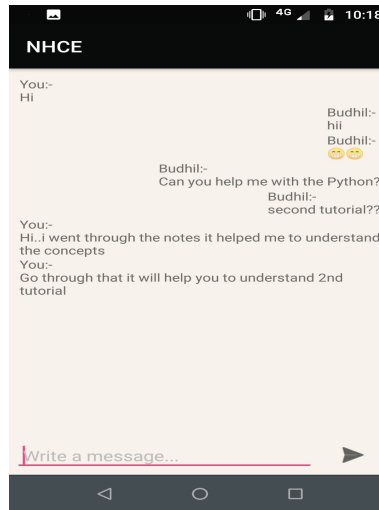 4G 10:18
NHCE
You:-
Hi
Budhil:-
hii
Budhil:-
😁😁
Budhil:-
Can you help me with the Python?
Budhil:-
second tutorial??
You:-
Hi..i went through the notes it helped me to understand
the concepts
You:-
Go through that it will help you to understand 2nd
tutorial
Write a message...